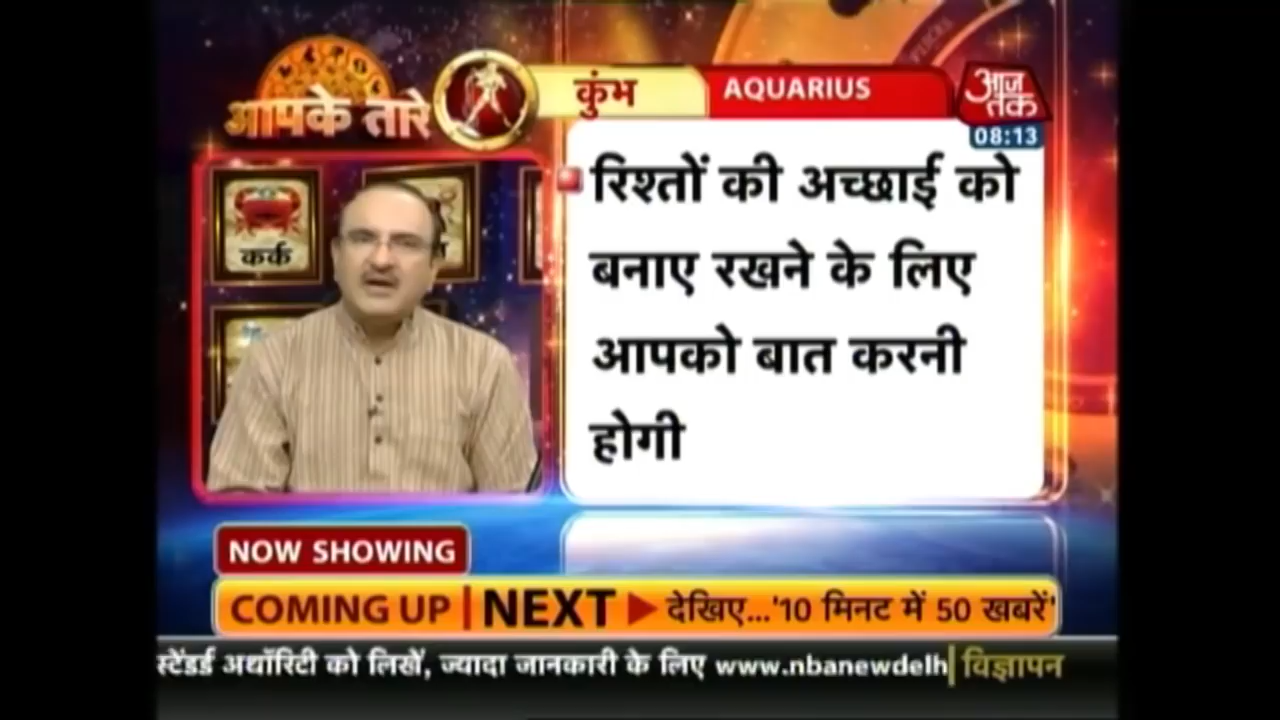 आपके तारे
कुंभ
AQUARIUS
आज
तक
08:13
रिश्तों की अच्छाई को
बनाए रखने के लिए
आपको बात करनी
होगी
कर्क
NOW SHOWING
COMING UP | NEXT देखिए...'10 मिनट में 50 खबरें'
स्टेंडर्ड अथॉरिटी को लिखें, ज्यादा जानकारी के लिए www.nbanewdelh
विज्ञापन